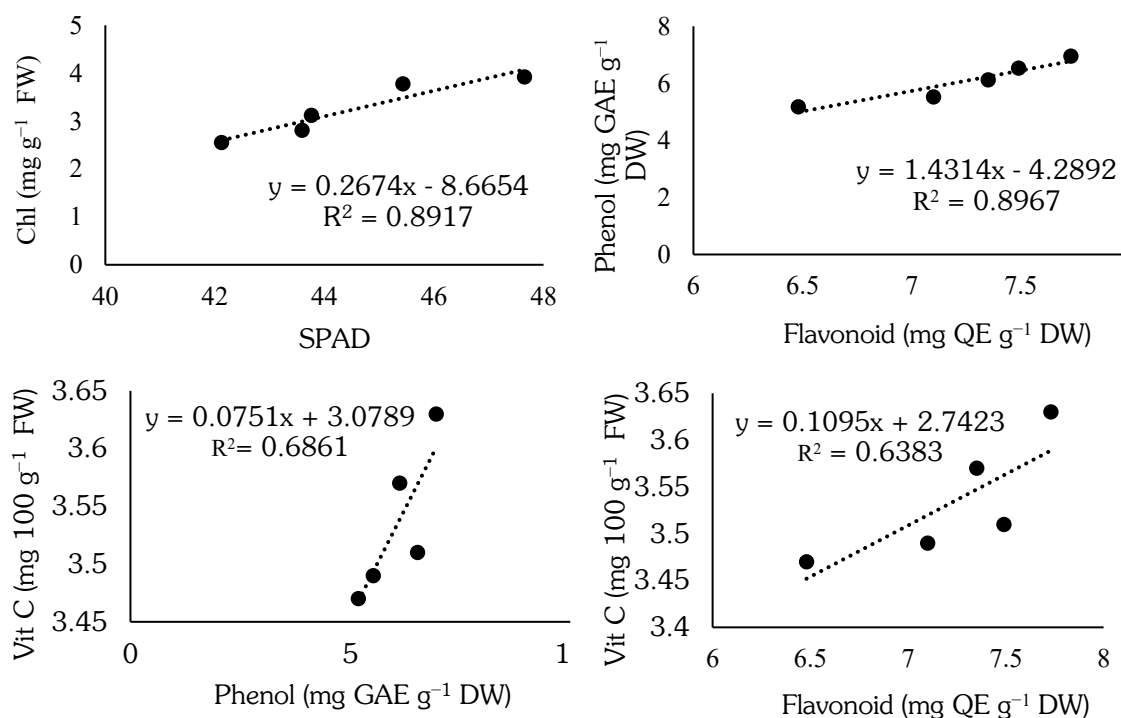 5
4
3
2
1
0
Chl (mg g⁻¹ FW)
y = 0.2674x - 8.6654
R² = 0.8917
40 42 44 46 48
SPAD
8
6
4
2
0
Phenol (mg GAE g⁻¹
DW)
y = 1.4314x - 4.2892
R² = 0.8967
6 6.5 7 7.5
Flavonoid (mg QE g⁻¹ DW)
3.65
3.6
3.55
3.5
3.45
Vit C (mg 100 g⁻¹ FW)
y = 0.0751x + 3.0789
R²= 0.6861
0 5 1
Phenol (mg GAE g⁻¹ DW)
3.65
3.6
3.55
3.5
3.45
3.4
Vit C (mg 100 g⁻¹ FW)
y = 0.1095x + 2.7423
R² = 0.6383
6 6.5 7 7.5 8
Flavonoid (mg QE g⁻¹ DW)